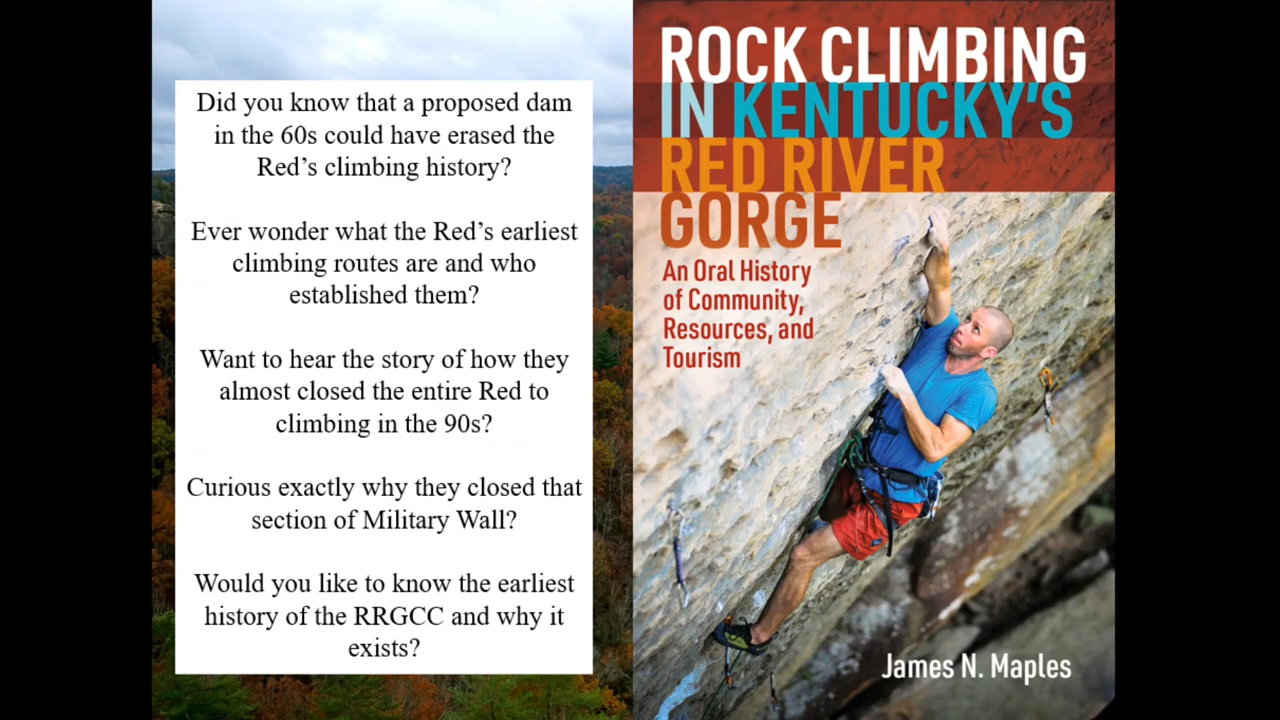 Did you know that a proposed dam
in the 60s could have erased the
Red’s climbing history?
Ever wonder what the Red’s earliest
climbing routes are and who
established them?
Want to hear the story of how they
almost closed the entire Red to
climbing in the 90s?
Curious exactly why they closed that
section of Military Wall?
Would you like to know the earliest
history of the RRGCC and why it
exists?
ROCK CLIMBING
IN KENTUCKY’S
RED RIVER
GORGE
An Oral History
of Community,
Resources, and
Tourism
James N. Maples